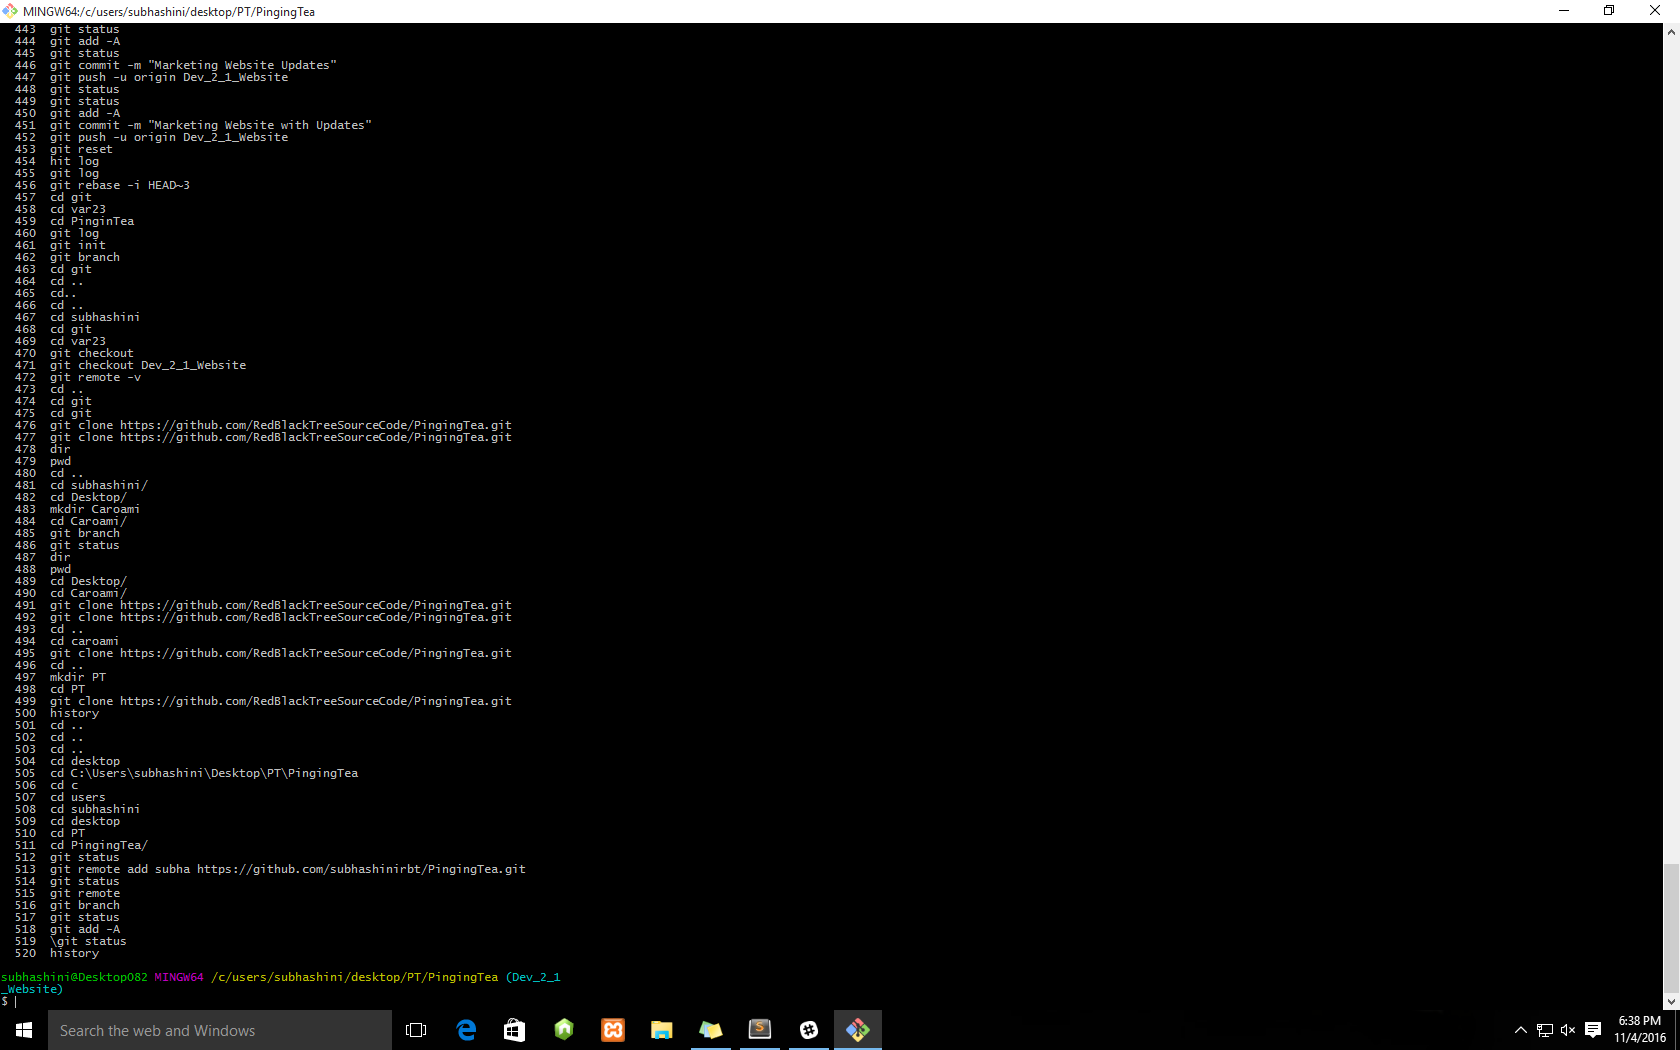 MINGW64:/c/users/subhashini/desktop/PT/PingingTea
443 git status
444 git add -A
445 git status
446 git commit -m "Marketing Website Updates"
447 git push -u origin Dev_2_1_Website
448 git status
449 git status
450 git add -A
451 git commit -m "Marketing Website with Updates"
452 git push -u origin Dev_2_1_Website
453 git reset
454 hit log
455 git log
456 git rebase -i HEAD~3
457 cd git
458 cd var23
459 cd PinginTea
460 git log
461 git init
462 git branch
463 cd git
464 cd ..
465 cd..
466 cd ..
467 cd subhashini
468 cd git
469 cd var23
470 git checkout
471 git checkout Dev_2_1_Website
472 git remote -v
473 cd ..
474 cd git
475 cd git
476 git clone https://github.com/RedBlackTreeSourceCode/PingingTea.git
477 git clone https://github.com/RedBlackTreeSourceCode/PingingTea.git
478 dir
479 pwd
480 cd ..
481 cd subhashini/
482 cd Desktop/
483 mkdir Caroami
484 cd Caroami/
485 git branch
486 git status
487 dir
488 pwd
489 cd Desktop/
490 cd Caroami/
491 git clone https://github.com/RedBlackTreeSourceCode/PingingTea.git
492 git clone https://github.com/RedBlackTreeSourceCode/PingingTea.git
493 cd ..
494 cd caroami
495 git clone https://github.com/RedBlackTreeSourceCode/PingingTea.git
496 cd ..
497 mkdir PT
498 cd PT
499 git clone https://github.com/RedBlackTreeSourceCode/PingingTea.git
500 history
501 cd ..
502 cd ..
503 cd ..
504 cd desktop
505 cd C:\Users\subhashini\Desktop\PT\PingingTea
506 cd c
507 cd users
508 cd subhashini
509 cd desktop
510 cd PT
511 cd PingingTea/
512 git status
513 git remote add subha https://github.com/subhashinirbt/PingingTea.git
514 git status
515 git remote
516 git branch
517 git status
518 git add -A
519 \git status
520 history
subhashini@Desktop082 MINGW64 /c/users/subhashini/desktop/PT/PingingTea (Dev_2_1
_Website)
$
Search the web and Windows
6:38 PM
11/4/2016